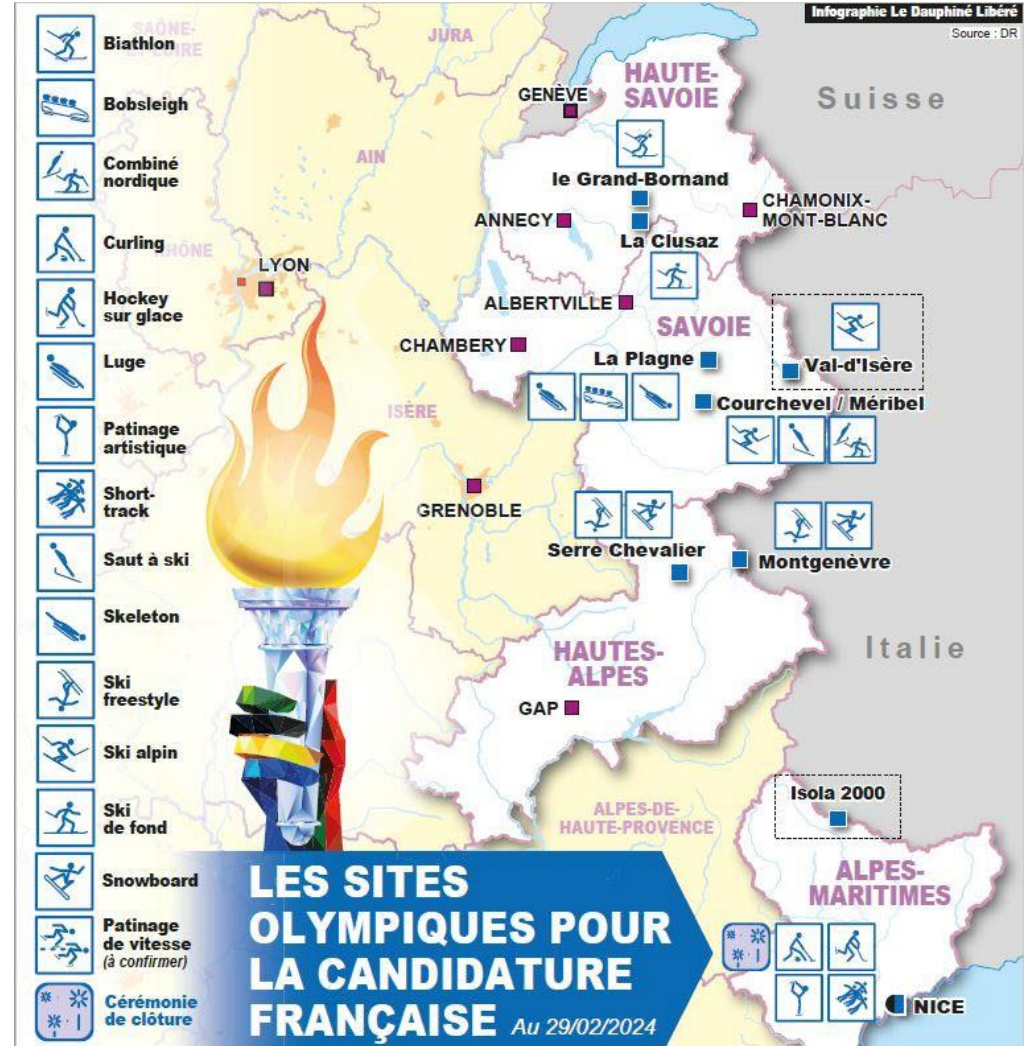 Infographie Le Dauphiné Libéré
Source : DR
Biathlon
Bobsleigh
Combiné
nordique
Curling
Hockey
sur glace
Luge
Patinage
artistique
Short-
track
Saut à ski
Skeleton
Ski
freestyle
Ski alpin
Ski
de fond
Snowboard
Patinage
de vitesse
(à confirmer)
Cérémonie
de clôture
SAÔNE-
ET-LOIRE
JURA
AIN
RHÔNE
LYON
ISÈRE
GENÈVE
HAUTE-
SAVOIE
Suisse
le Grand-Bornand
ANNECY
CHAMONIX-
MONT-BLANC
La Clusaz
ALBERTVILLE
SAVOIE
CHAMBERY
La Plagne
Val-d'Isère
Courchevel / Méribel
GRENOBLE
Serre Chevalier
Montgenèvre
Italie
HAUTES-
ALPES
GAP
ALPES-DE-
HAUTE-PROVENCE
Isola 2000
ALPES-
MARITIMES
NICE
LES SITES
OLYMPIQUES POUR
LA CANDIDATURE
FRANÇAISE Au 29/02/2024